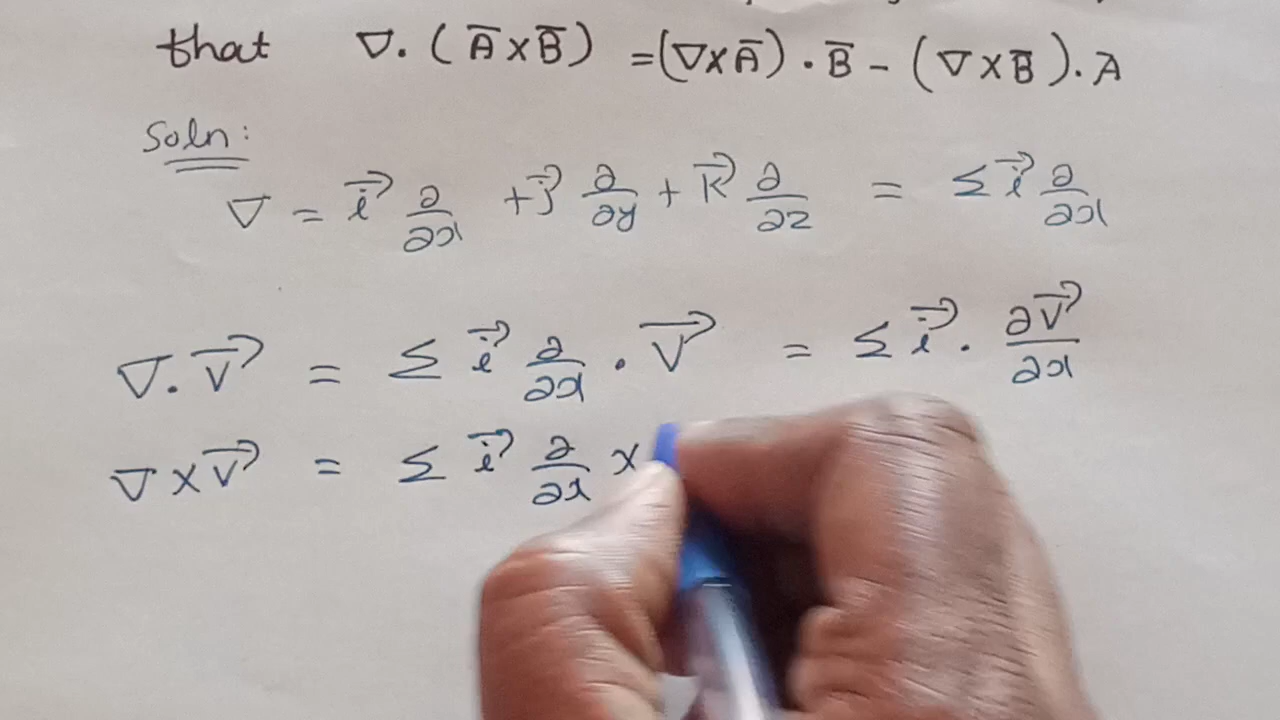 that ∇. (A̅ × B̅) = (∇×A̅) . B̅ - (∇ × B̅). A
Soln:
∇ = i⃗ ∂/∂x + j⃗ ∂/∂y + k⃗ ∂/∂z = Σ i⃗ ∂/∂x
∇. V⃗ = Σ i⃗ ∂/∂x . V⃗ = Σ i⃗ . ∂V⃗/∂x
∇ × V⃗ = Σ i⃗ ∂/∂x ×